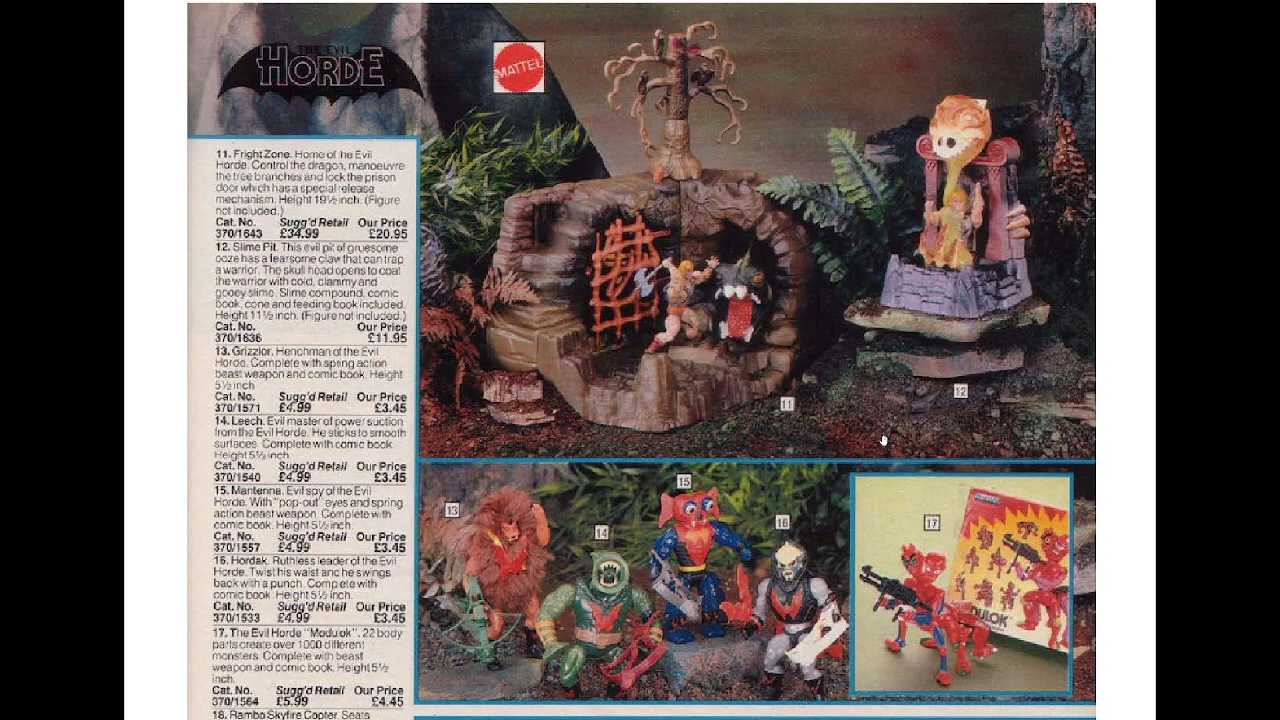 THE EVIL
HORDE
MATTEL
11. Fright Zone. Home of the Evil
Horde. Control the dragon, manoeuvre
the tree branches and lock the prison
door which has a special release
mechanism. Height 19½ inch. (Figure
not included.)
Cat. No. Sugg'd Retail Our Price
370/1643 £34.99 £20.95
12. Slime Pit. This evil pit of gruesome
ooze has a fearsome claw that can trap
a warrior. The skull head opens to coat
the warrior with cold, clammy and
gooey slime. Slime compound, comic
book, cone and feeding book included.
Height 11½ inch. (Figure not included.)
Cat. No. Our Price
370/1636 £11.95
13. Grizzlor. Henchman of the Evil
Horde. Complete with spring action
beast weapon and comic book. Height
5½ inch
Cat. No. Sugg'd Retail Our Price
370/1571 £4.99 £3.45
14. Leech. Evil master of power suction
from the Evil Horde. He sticks to smooth
surfaces. Complete with comic book.
Height 5½ inch.
Cat. No. Sugg'd Retail Our Price
370/1540 £4.99 £3.45
15. Mantenna. Evil spy of the Evil
Horde. With "pop-out" eyes and spring
action beast weapon. Complete with
comic book. Height 5½ inch.
Cat. No. Sugg'd Retail Our Price
370/1557 £4.99 £3.45
16. Hordak. Ruthless leader of the Evil
Horde. Twist his waist and he swings
back with a punch. Complete with
comic book. Height 5½ inch.
Cat. No. Sugg'd Retail Our Price
370/1533 £4.99 £3.45
17. The Evil Horde "Modulok". 22 body
parts create over 1000 different
monsters. Complete with beast
weapon and comic book. Height 5½
inch.
Cat. No. Sugg'd Retail Our Price
370/1564 £5.99 £4.45
18. Rambo Skyfire Copter. Seats
11
12
13
14
15
16
17